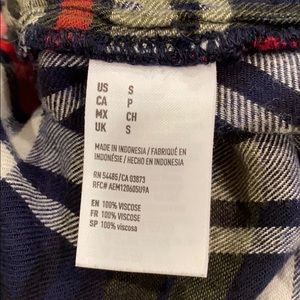 US S
CA P
MX CH
UK S
MADE IN INDONESIA / FABRIQUÉ EN
INDONÉSIE / HECHO EN INDONESIA
RN 54485/CA 03873
RFC# AEM120605U9A
EN 100% VISCOSE
FR 100% VISCOSE
SP 100% viscosa